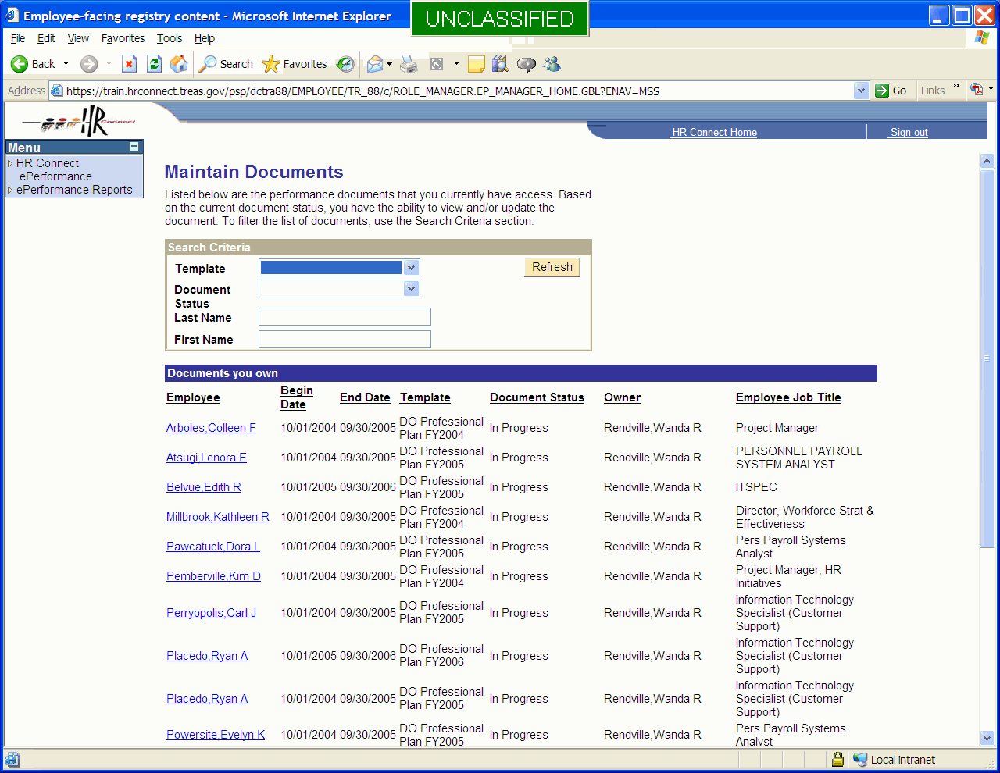 Employee-facing registry content - Microsoft Internet Explorer
UNCLASSIFIED
File Edit View Favorites Tools Help
Back Search Favorites
Address https://train.hrconnect.treas.gov/psp/dctra88/EMPLOYEE/TR_88/c/ROLE_MANAGER.EP_MANAGER_HOME.GBL?ENAV=MSS Go Links »
HR Connect
HR Connect Home Sign out
Menu
HR Connect
ePerformance
ePerformance Reports
Maintain Documents
Listed below are the performance documents that you currently have access. Based
on the current document status, you have the ability to view and/or update the
document. To filter the list of documents, use the Search Criteria section.
Search Criteria
Template Refresh
Document
Status
Last Name
First Name
Documents you own
Employee Begin Date End Date Template Document Status Owner Employee Job Title
Arboles,Colleen F 10/01/2004 09/30/2005 DO Professional Plan FY2004 In Progress Rendville,Wanda R Project Manager
Atsugi,Lenora E 10/01/2004 09/30/2005 DO Professional Plan FY2005 In Progress Rendville,Wanda R PERSONNEL PAYROLL SYSTEM ANALYST
Belvue,Edith R 10/01/2005 09/30/2006 DO Professional Plan FY2005 In Progress Rendville,Wanda R ITSPEC
Millbrook,Kathleen R 10/01/2004 09/30/2005 DO Professional Plan FY2004 In Progress Rendville,Wanda R Director, Workforce Strat & Effectiveness
Pawcatuck,Dora L 10/01/2004 09/30/2005 DO Professional Plan FY2005 In Progress Rendville,Wanda R Pers Payroll Systems Analyst
Pemberville,Kim D 10/01/2004 09/30/2005 DO Professional Plan FY2004 In Progress Rendville,Wanda R Project Manager, HR Initiatives
Perryopolis,Carl J 10/01/2004 09/30/2005 DO Professional Plan FY2005 In Progress Rendville,Wanda R Information Technology Specialist (Customer Support)
Placedo,Ryan A 10/01/2005 09/30/2006 DO Professional Plan FY2006 In Progress Rendville,Wanda R Information Technology Specialist (Customer Support)
Placedo,Ryan A 10/01/2004 09/30/2005 DO Professional Plan FY2005 In Progress Rendville,Wanda R Information Technology Specialist (Customer Support)
Powersite,Evelyn K 10/01/2004 09/30/2005 DO Professional Plan FY2005 In Progress Rendville,Wanda R Pers Payroll Systems Analyst
Local intranet